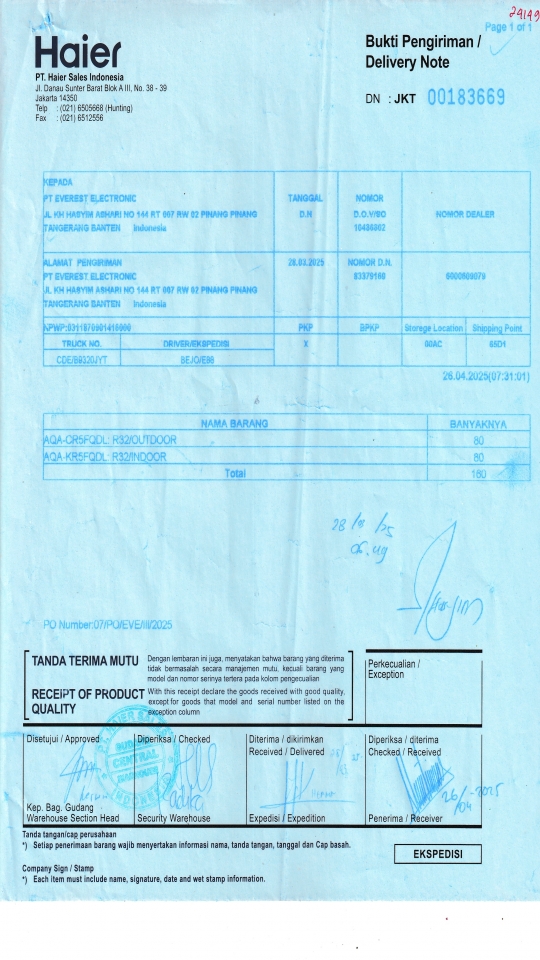 24149
Page 1 of 1
Haier
Bukti Pengiriman /
Delivery Note
PT. Haier Sales Indonesia
Jl. Danau Sunter Barat Blok A III, No. 38 - 39
Jakarta 14350
Telp : (021) 6505668 (Hunting)
Fax : (021) 6512556
DN : JKT 00183669
KEPADA
PT EVEREST ELECTRONIC
JL KH HASYIM ASHARI NO 144 RT 007 RW 02 PINANG PINANG
TANGERANG BANTEN Indonesia
TANGGAL
D.N
NOMOR
D.O./SO
NOMOR DEALER
ALAMAT PENGIRIMAN
PT EVEREST ELECTRONIC
JL KH HASYIM ASHARI NO 144 RT 007 RW 02 PINANG PINANG
TANGERANG BANTEN Indonesia
28.03.2025
NOMOR D.N.
PKP
BPKP
Storage Location
Shipping Point
TRUCK NO.
DRIVER/EKSPEDISI
X
00AC
65D1
26.04.2025(07:31:01)
NAMA BARANG
BANYAKNYA
AQA-CR5FQDL: R32/OUTDOOR
80
AQA-KR5FQDL: R32/INDOOR
80
Total
160
PO Number:07/PO/EVE/III/2025
TANDA TERIMA MUTU
Dengan lembaran ini juga, menyatakan bahwa barang yang diterima
tidak bermasalah secara manajemen mutu, kecuali barang yang
model dan nomor serinya tertera pada kolom pengecualian
RECEIPT OF PRODUCT
QUALITY
With this receipt declare the goods received with good quality,
except for goods that model and serial number listed on the
exception column
Perkecualian /
Exception
Disetujui / Approved
Diperiksa / Checked
Diterima / dikirimkan
Received / Delivered
Diperiksa / diterima
Checked / Received
CENTRAL
26/04-2025
Kep. Bag. Gudang
Warehouse Section Head
Security Warehouse
Expedisi / Expedition
Penerima / Receiver
Tanda tangan/cap perusahaan
*) Setiap penerimaan barang wajib menyertakan informasi nama, tanda tangan, tanggal dan Cap basah.
EKSPEDISI
Company Sign / Stamp
*) Each item must include name, signature, date and wet stamp information.